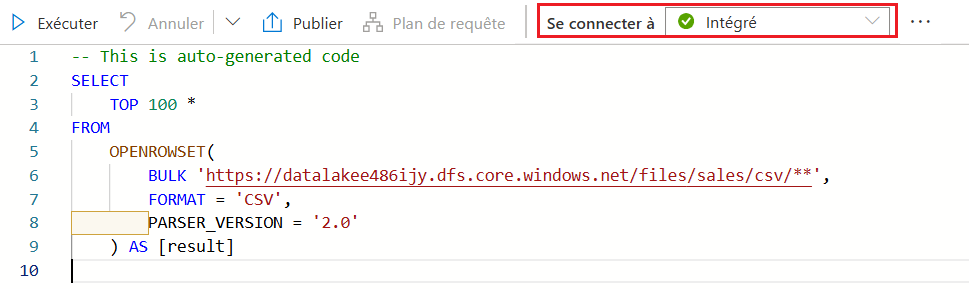 Exécuter Annuler Publier Plan de requête Se connecter à Intégré ...
1 -- This is auto-generated code
2 SELECT
3 TOP 100 *
4 FROM
5 OPENROWSET(
6 BULK 'https://datalakee486ijy.dfs.core.windows.net/files/sales/csv/**',
7 FORMAT = 'CSV',
8 PARSER_VERSION = '2.0'
9 ) AS [result]
10